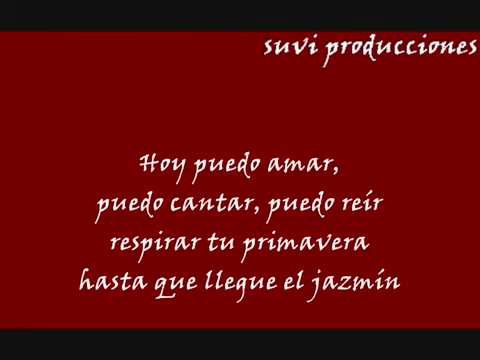 suvi producciones
Hoy puedo amar,
puedo cantar, puedo reír
respirar tu primavera
hasta que llegue el jazmín